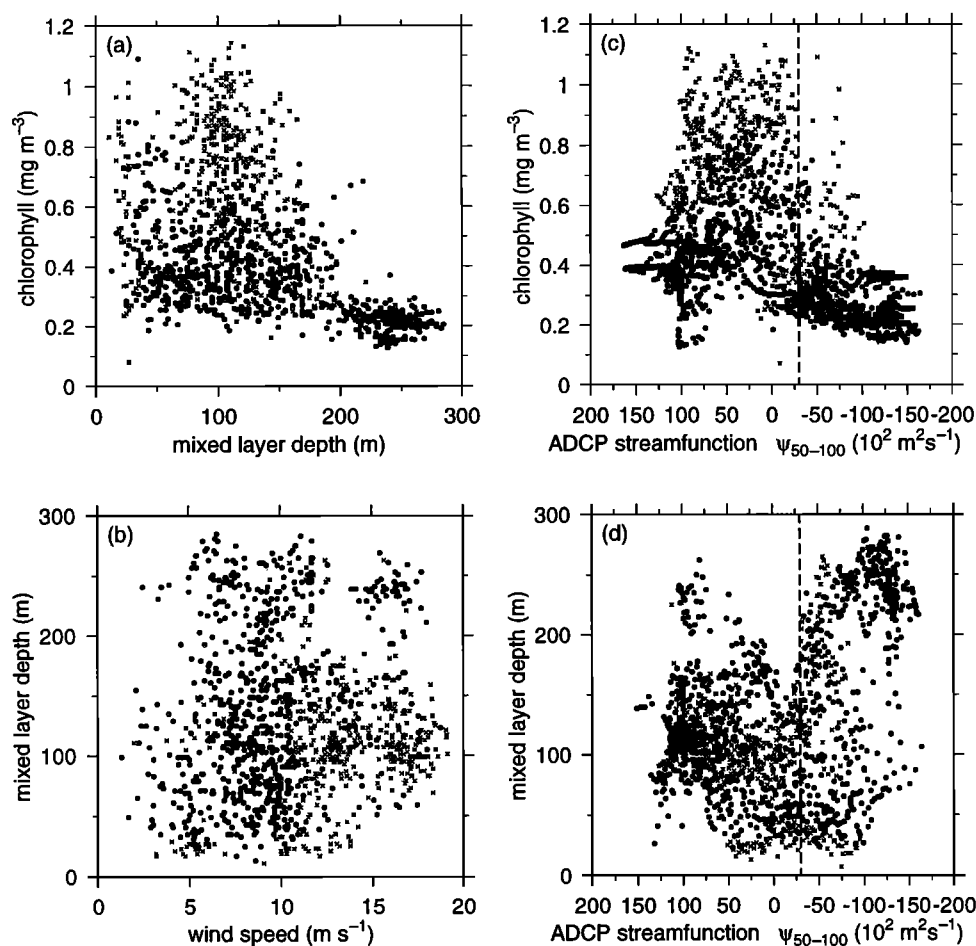 (a)
1.2
1
0.8
0.6
0.4
0.2
0
chlorophyll (mg m⁻³)
0 100 200 300
mixed layer depth (m)
(c)
1.2
1
0.8
0.6
0.4
0.2
0
chlorophyll (mg m⁻³)
200 150 100 50 0 -50 -100 -150 -200
ADCP streamfunction ψ₅₀₋₁₀₀ (10² m²s⁻¹)
(b)
300
200
100
0
mixed layer depth (m)
0 5 10 15 20
wind speed (m s⁻¹)
(d)
300
200
100
0
mixed layer depth (m)
200 150 100 50 0 -50 -100 -150 -200
ADCP streamfunction ψ₅₀₋₁₀₀ (10² m²s⁻¹)